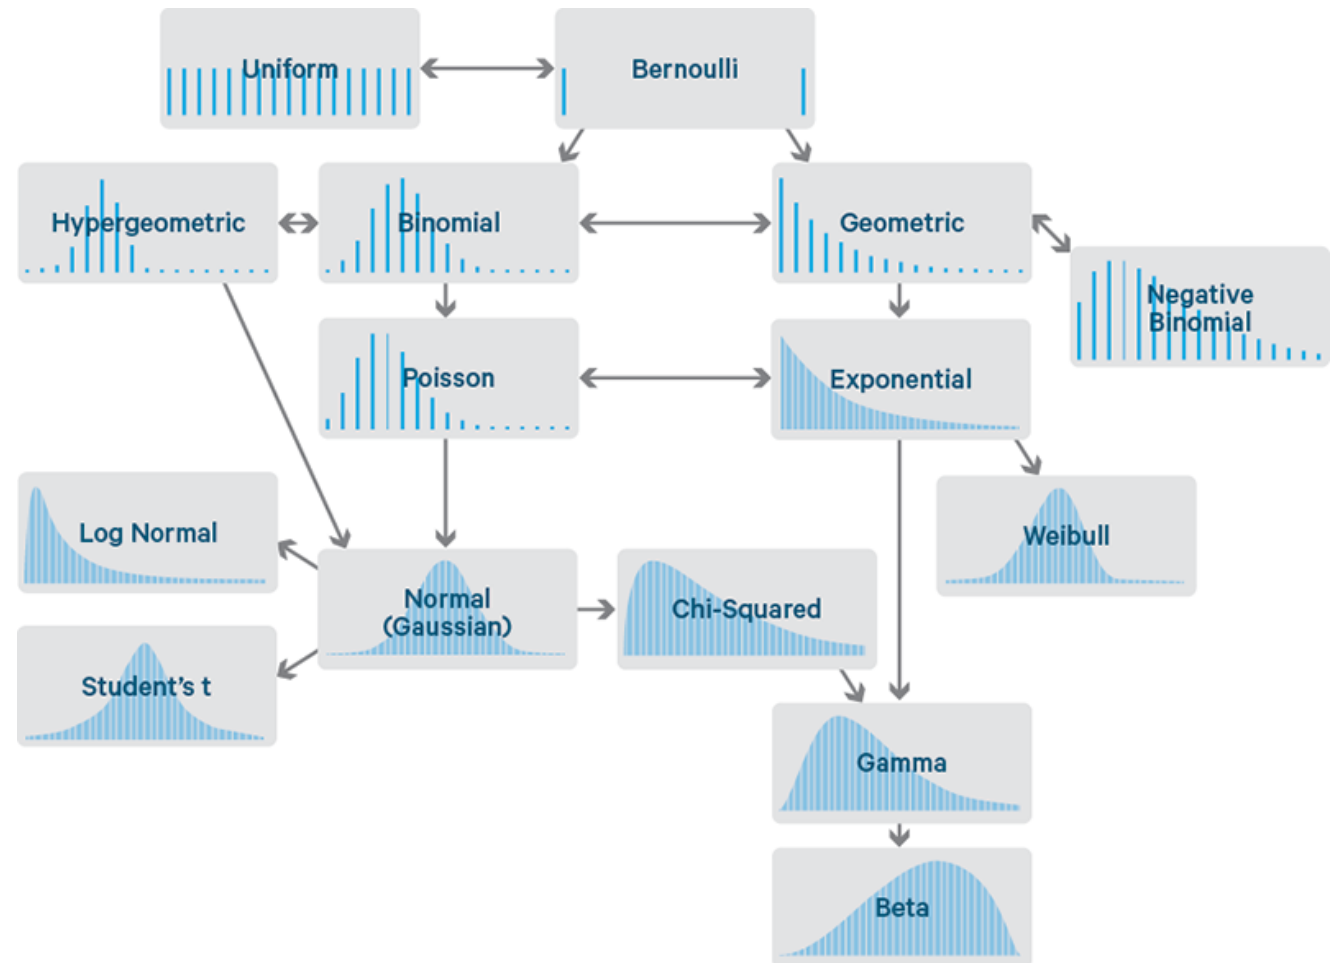 Uniform
Bernoulli
Hypergeometric
Binomial
Geometric
Negative
Binomial
Poisson
Exponential
Log Normal
Weibull
Normal
(Gaussian)
Chi-Squared
Student's t
Gamma
Beta